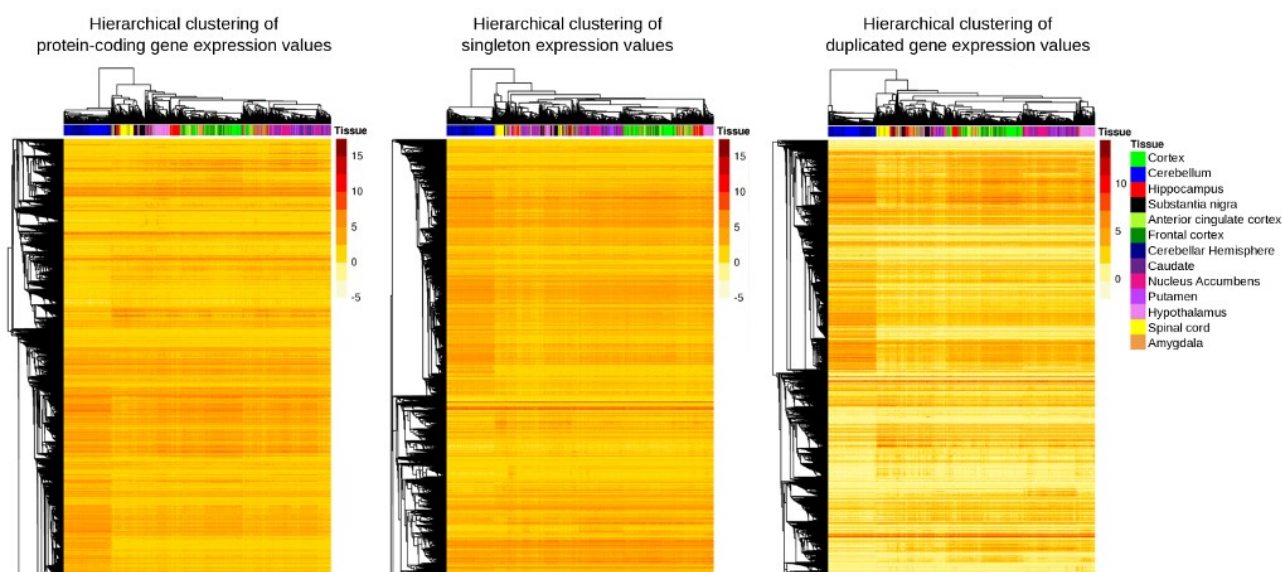 Hierarchical clustering of
protein-coding gene expression values
Hierarchical clustering of
singleton expression values
Hierarchical clustering of
duplicated gene expression values
Tissue
15
10
5
0
-5
Tissue
15
10
5
0
-5
Tissue
10
5
0
Tissue
Cortex
Cerebellum
Hippocampus
Substantia nigra
Anterior cingulate cortex
Frontal cortex
Cerebellar Hemisphere
Caudate
Nucleus Accumbens
Putamen
Hypothalamus
Spinal cord
Amygdala